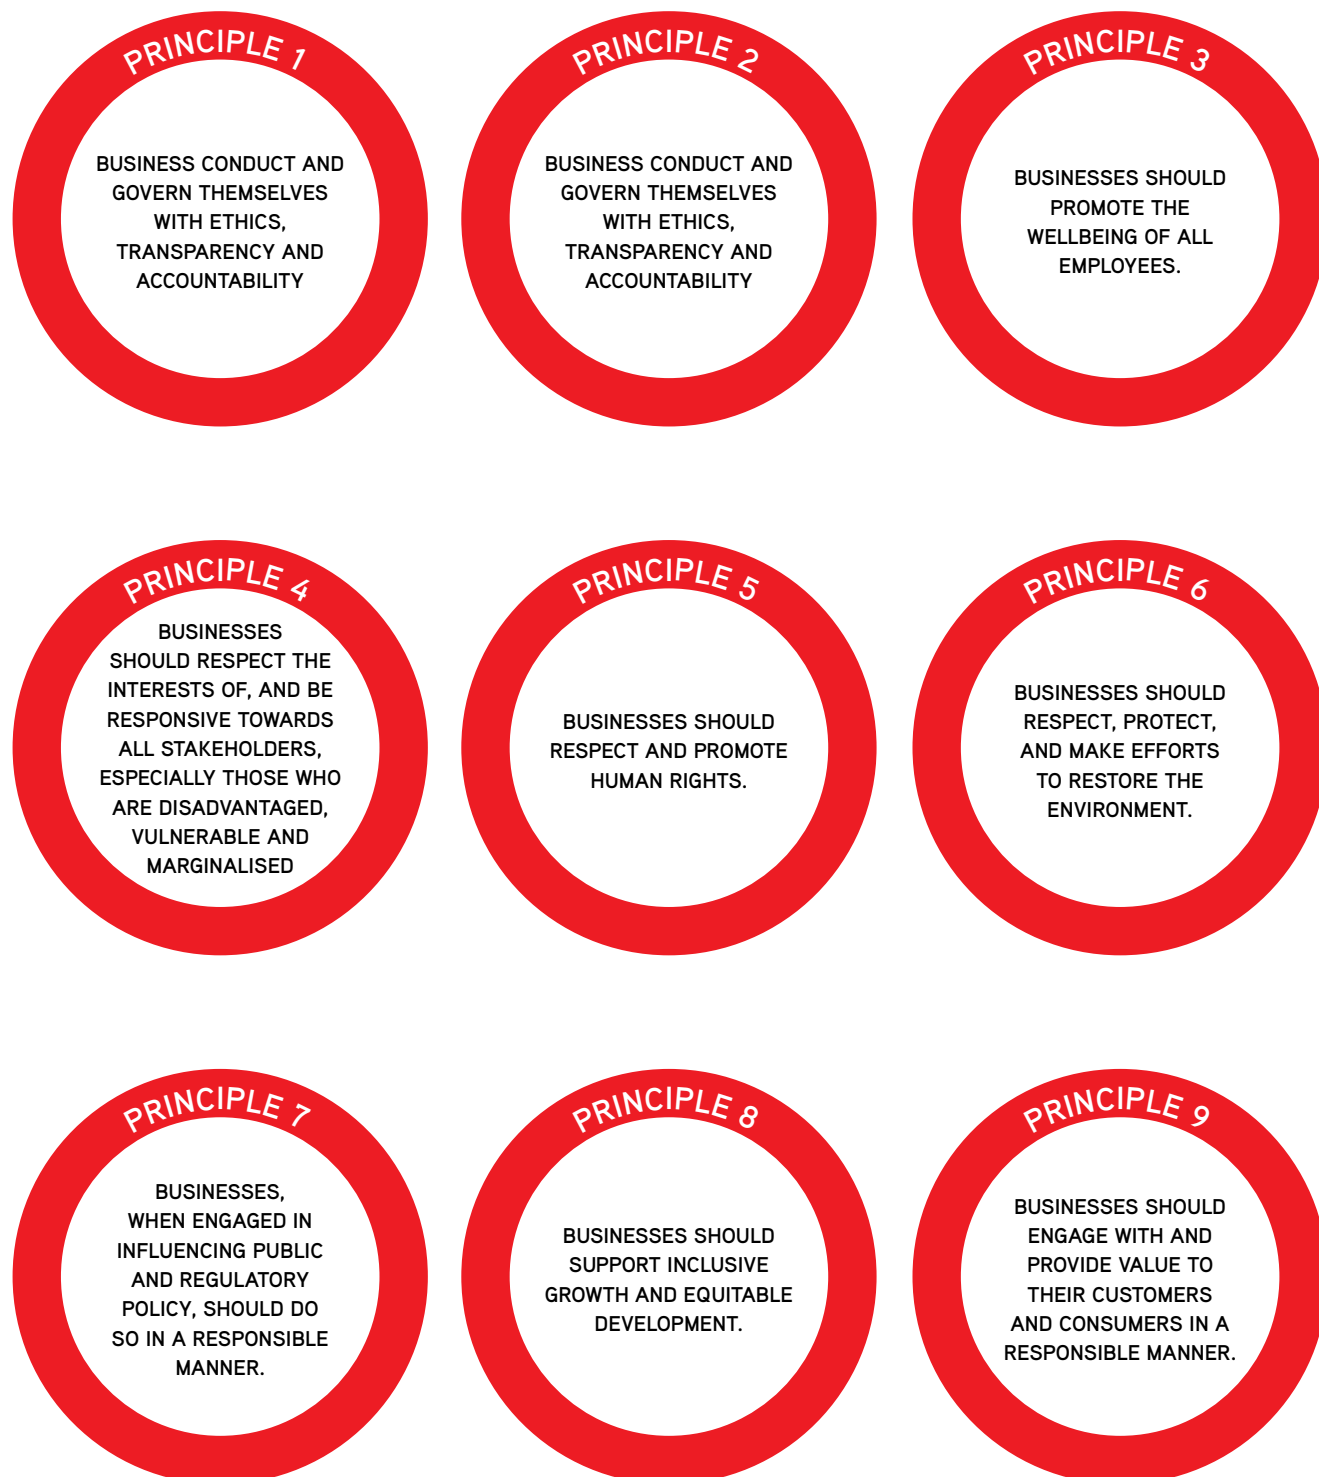 PRINCIPLE 1
BUSINESS CONDUCT AND
GOVERN THEMSELVES
WITH ETHICS,
TRANSPARENCY AND
ACCOUNTABILITY
PRINCIPLE 2
BUSINESS CONDUCT AND
GOVERN THEMSELVES
WITH ETHICS,
TRANSPARENCY AND
ACCOUNTABILITY
PRINCIPLE 3
BUSINESSES SHOULD
PROMOTE THE
WELLBEING OF ALL
EMPLOYEES.
PRINCIPLE 4
BUSINESSES
SHOULD RESPECT THE
INTERESTS OF, AND BE
RESPONSIVE TOWARDS
ALL STAKEHOLDERS,
ESPECIALLY THOSE WHO
ARE DISADVANTAGED,
VULNERABLE AND
MARGINALISED
PRINCIPLE 5
BUSINESSES SHOULD
RESPECT AND PROMOTE
HUMAN RIGHTS.
PRINCIPLE 6
BUSINESSES SHOULD
RESPECT, PROTECT,
AND MAKE EFFORTS
TO RESTORE THE
ENVIRONMENT.
PRINCIPLE 7
BUSINESSES,
WHEN ENGAGED IN
INFLUENCING PUBLIC
AND REGULATORY
POLICY, SHOULD DO
SO IN A RESPONSIBLE
MANNER.
PRINCIPLE 8
BUSINESSES SHOULD
SUPPORT INCLUSIVE
GROWTH AND EQUITABLE
DEVELOPMENT.
PRINCIPLE 9
BUSINESSES SHOULD
ENGAGE WITH AND
PROVIDE VALUE TO
THEIR CUSTOMERS
AND CONSUMERS IN A
RESPONSIBLE MANNER.